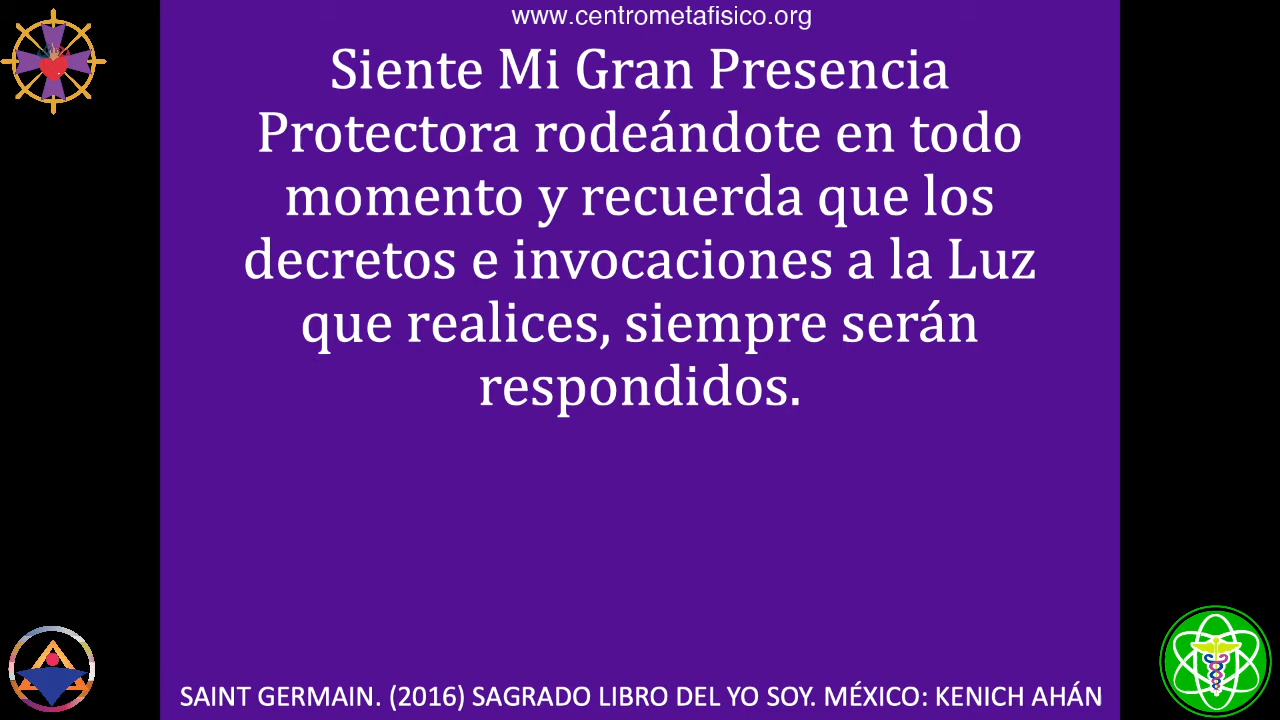 www.centrometafisico.org
Siente Mi Gran Presencia
Protectora rodeándote en todo
momento y recuerda que los
decretos e invocaciones a la Luz
que realices, siempre serán
respondidos.
SAINT GERMAIN. (2016) SAGRADO LIBRO DEL YO SOY. MÉXICO: KENICH AHÁN